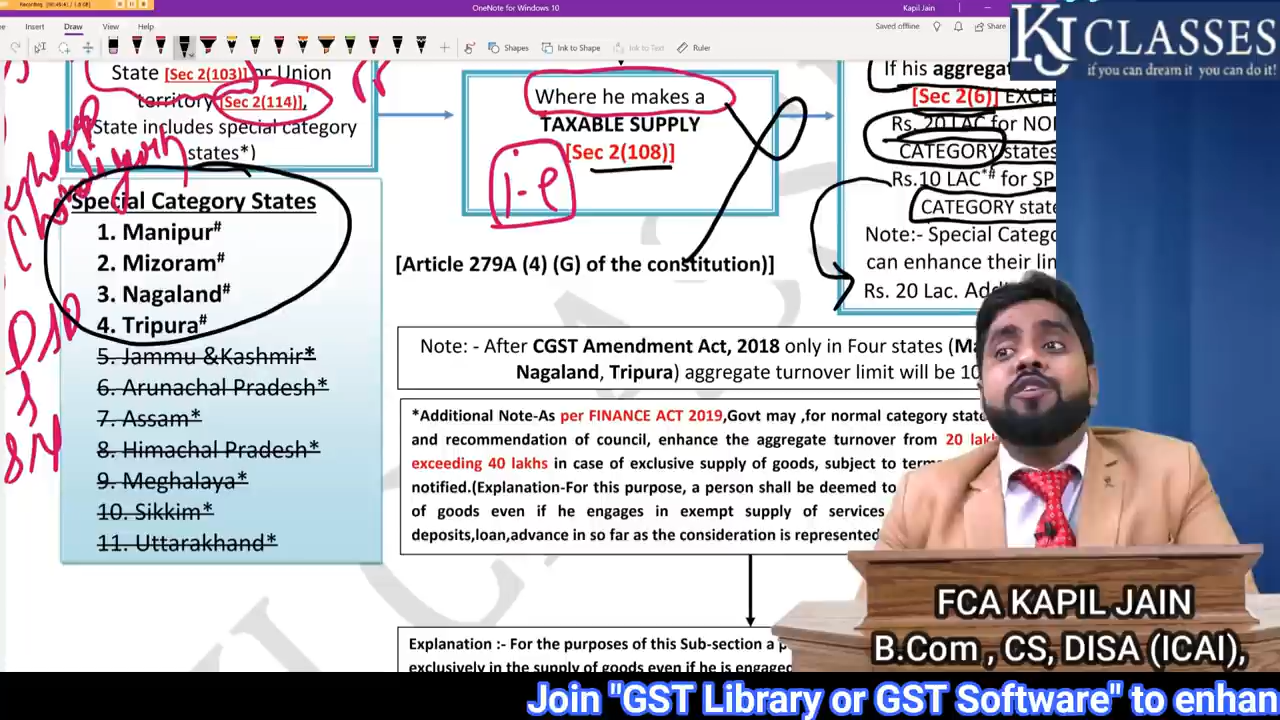 OneNote for Windows 10
Kapil Jain
Insert
Draw
View
Help
Saved offline
Share
Shapes
Ink to Shape
Ink to Text
Ruler
KJ CLASSES
if you can dream it you can do it!
State [Sec 2(103)] or Union
territory [Sec 2(114)],
State includes special category
states*)
Special Category States
1. Manipur#
2. Mizoram#
3. Nagaland#
4. Tripura#
5. Jammu &Kashmir*
6. Arunachal Pradesh*
7. Assam*
8. Himachal Pradesh*
9. Meghalaya*
10. Sikkim*
11. Uttarakhand*
Where he makes a
TAXABLE SUPPLY
[Sec 2(108)]
[Article 279A (4) (G) of the constitution)]
If his
[Sec 2(6)]
Rs. 20 LAC for
CATEGORY states
Rs.10 LAC*# for
CATEGORY
Note:- Special
can enhance their
Rs. 20 Lac.
Note: - After CGST Amendment Act, 2018 only in Four states
Nagaland, Tripura) aggregate turnover limit will be
*Additional Note-As per FINANCE ACT 2019,Govt may ,for normal category
and recommendation of council, enhance the aggregate turnover from 20
exceeding 40 lakhs in case of exclusive supply of goods, subject to
notified.(Explanation-For this purpose, a person shall be deemed to
of goods even if he engages in exempt supply of services
deposits,loan,advance in so far as the consideration is represented
Explanation :- For the purposes of this Sub-section a
exclusively in the supply of goods even if he is engaged
FCA KAPIL JAIN
B.Com , CS, DISA (ICAI),
Join "GST Library or GST Software" to enhan